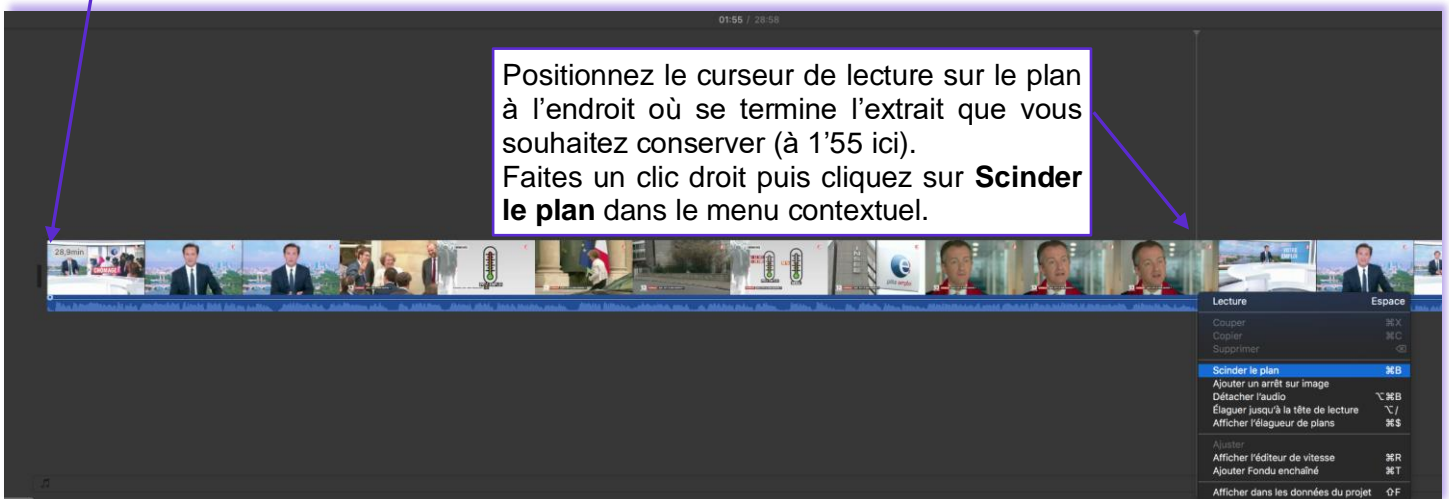 01:55 / 28:58
Positionnez le curseur de lecture sur le plan
à l’endroit où se termine l’extrait que vous
souhaitez conserver (à 1’55 ici).
Faites un clic droit puis cliquez sur Scinder
le plan dans le menu contextuel.
28,9min
CHÔMAGE
Lecture Espace
Couper ⌘X
Copier ⌘C
Supprimer ⌫
Scinder le plan ⌘B
Ajouter un arrêt sur image
Détacher l’audio ⌥⌘B
Élaguer jusqu’à la tête de lecture ⌥/
Afficher l’élagueur de plans ⌘$
Ajuster
Afficher l’éditeur de vitesse ⌘R
Ajouter Fondu enchaîné ⌘T
Afficher dans les données du projet ⇧F